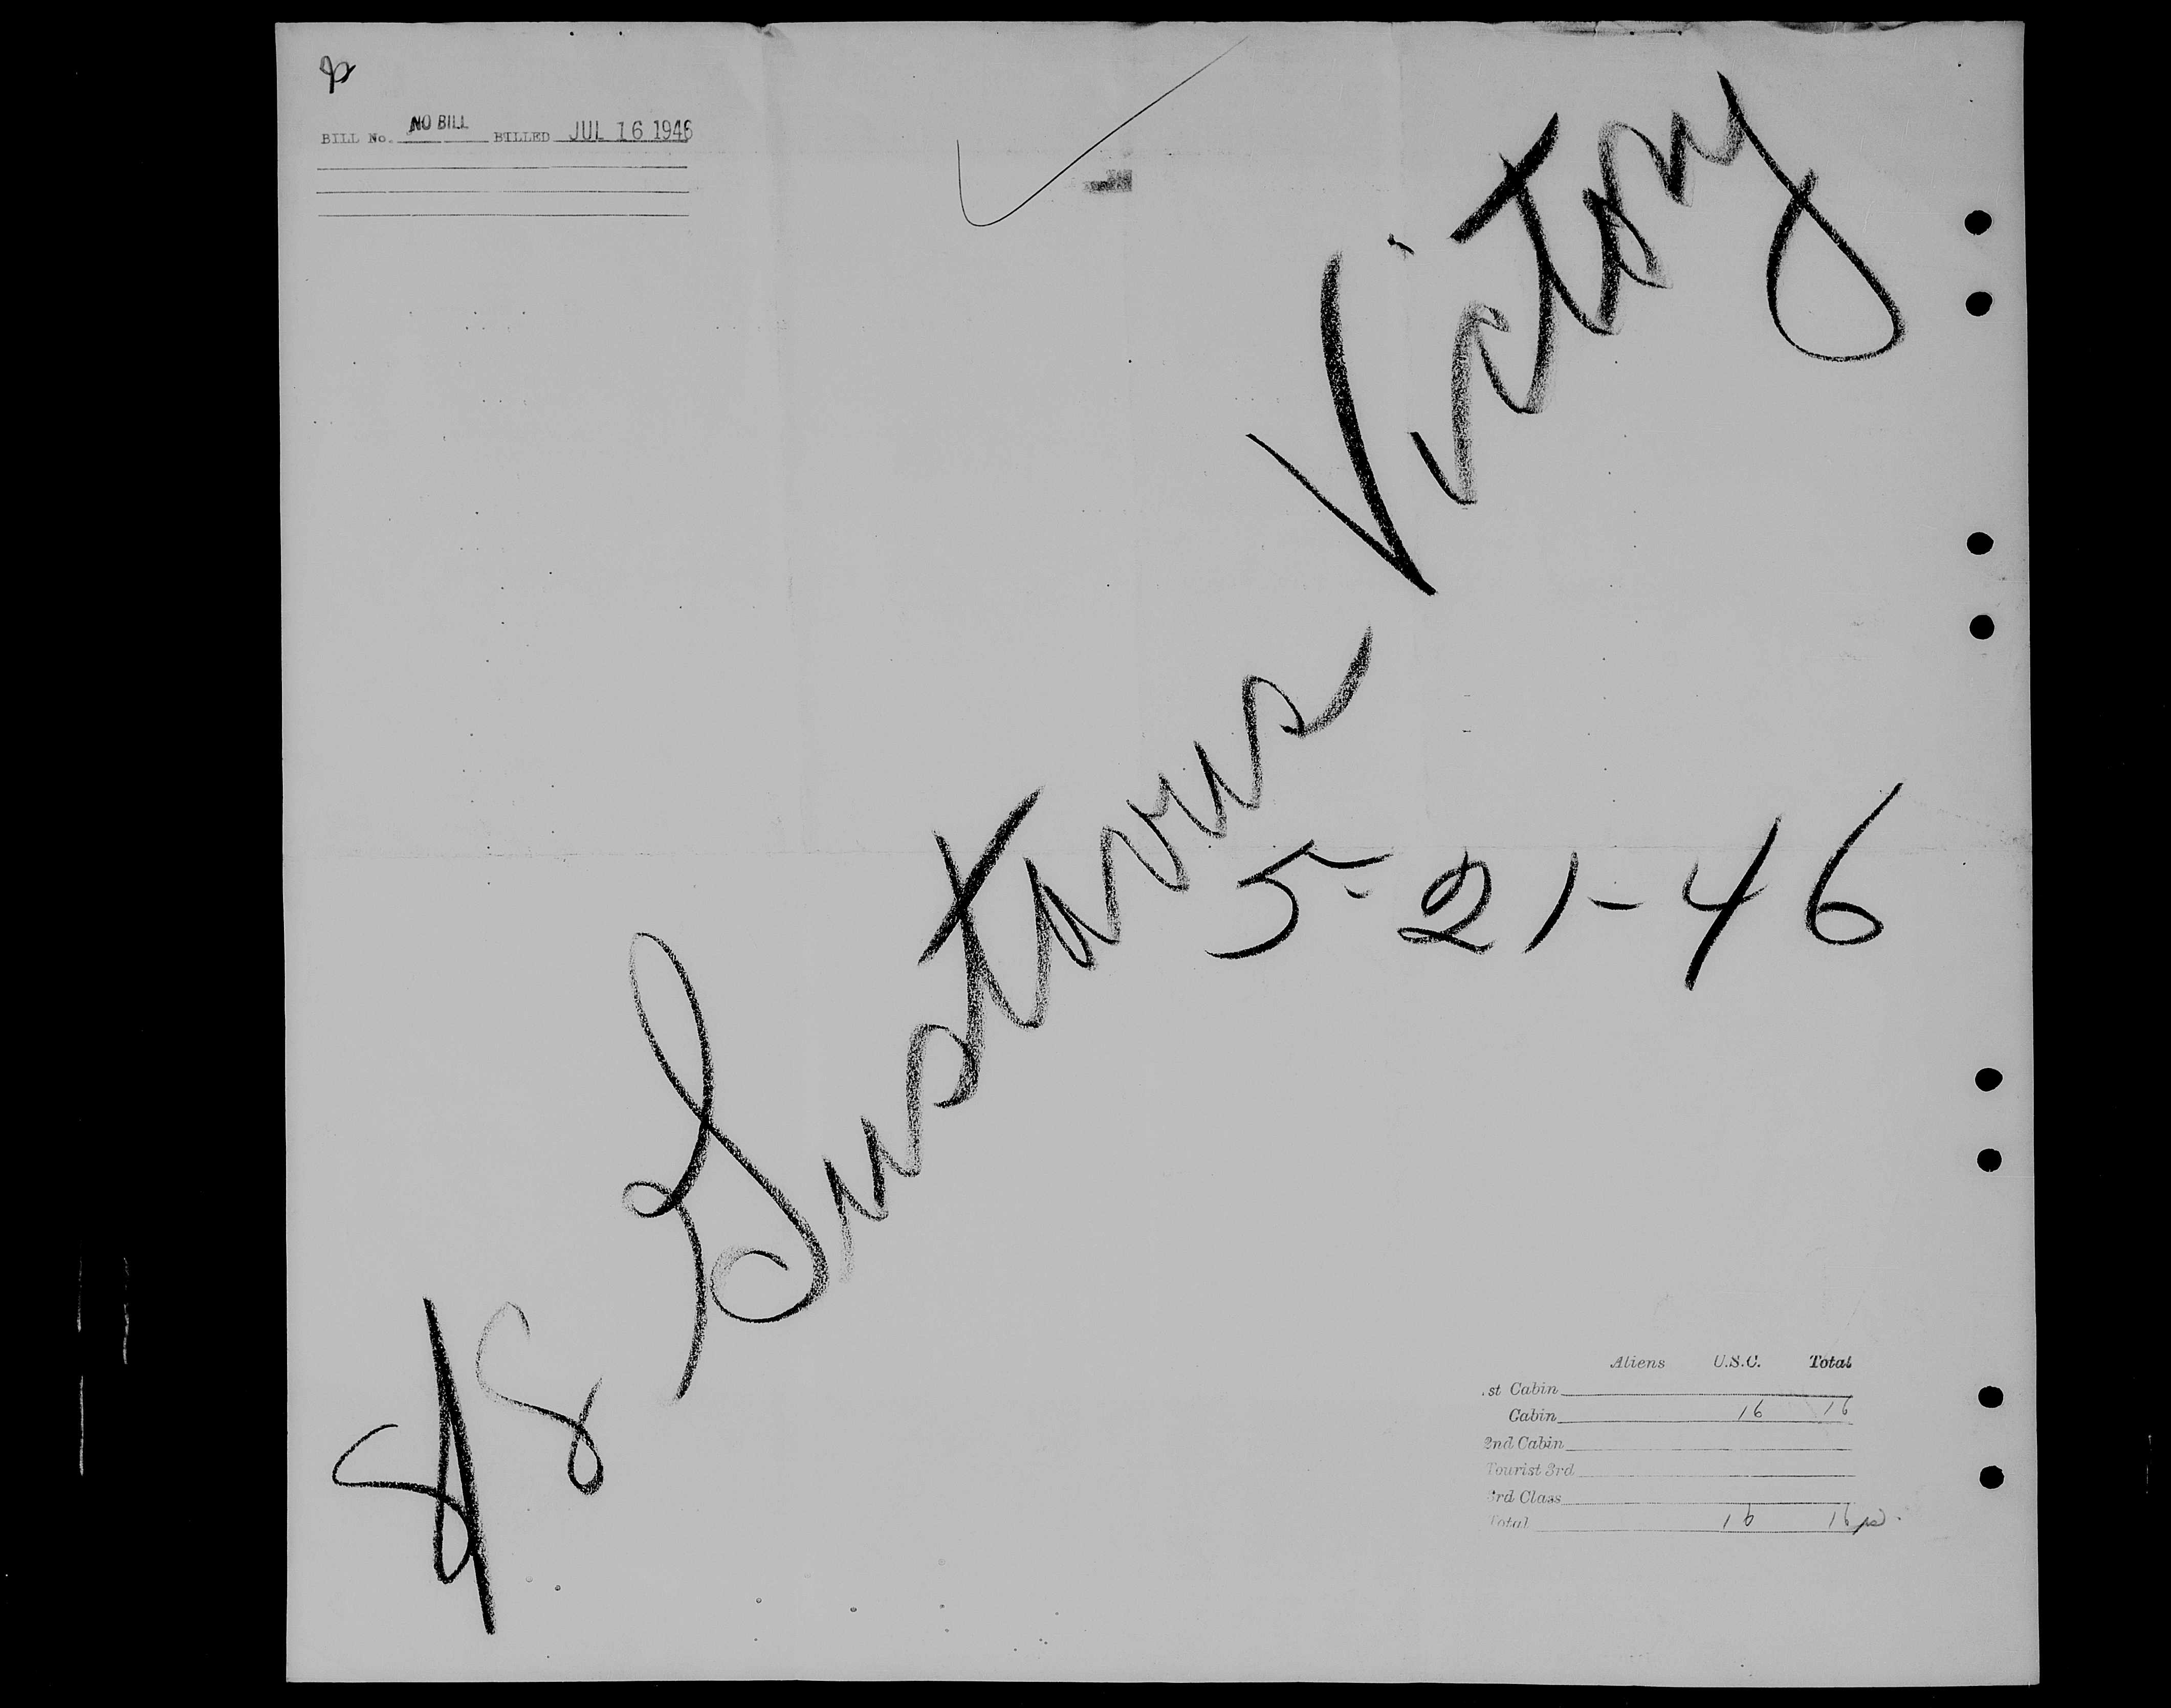 BILL No. NO BILL BILLED JUL 16 1946
SS Gustavus Victory
5-21-46
Aliens U.S.C. Total
st Cabin
Cabin 16 16
2nd Cabin
Tourist 3rd
3rd Class
Total 16 16